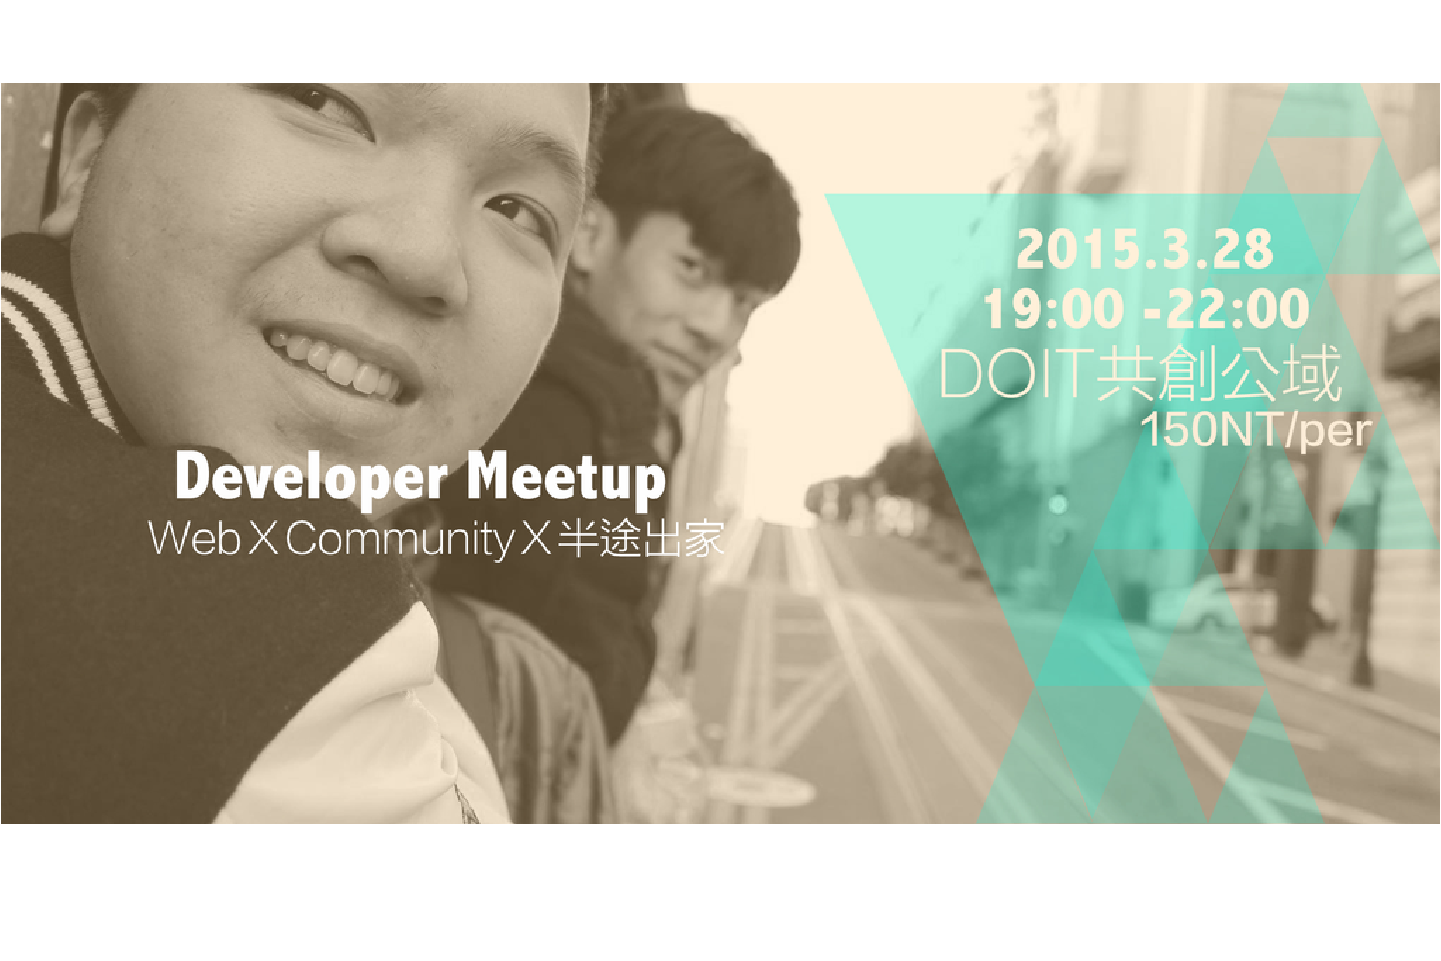 Developer Meetup
Web X Community X 半途出家
2015.3.28
19:00 -22:00
DOIT共創公域
150NT/per